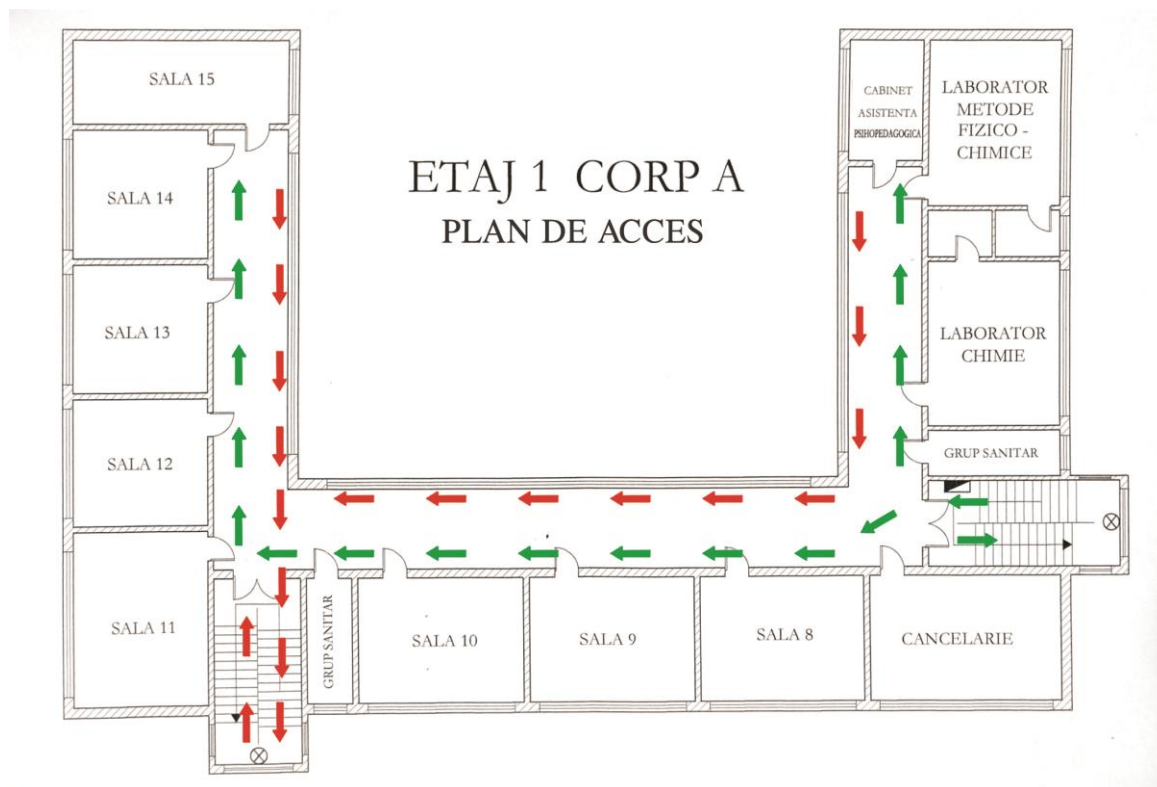 SALA 15
CABINET
ASISTENTA
PSIHOPEDAGOGICA
LABORATOR
METODE
FIZICO -
CHIMICE
ETAJ 1 CORP A
PLAN DE ACCES
SALA 14
SALA 13
LABORATOR
CHIMIE
SALA 12
GRUP SANITAR
SALA 11
GRUP SANITAR
SALA 10
SALA 9
SALA 8
CANCELARIE